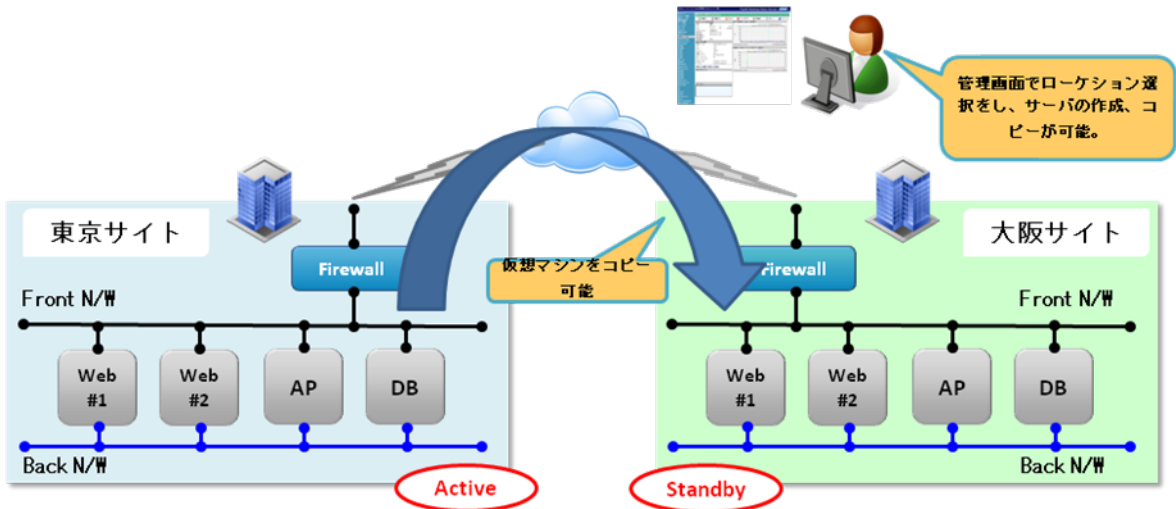 管理画面でローケション選
択をし、サーバの作成、コ
ピーが可能。
東京サイト
大阪サイト
Firewall
仮想マシンをコピー
可能
Firewall
Front N/W
Front N/W
Web
#1
Web
#2
AP
DB
Web
#1
Web
#2
AP
DB
Back N/W
Back N/W
Active
Standby